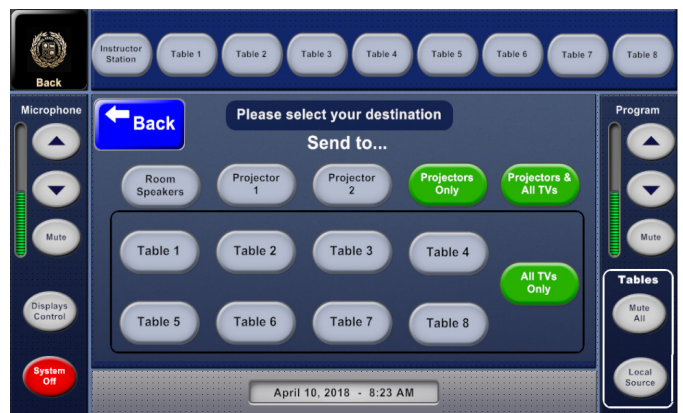 Back
Instructor
Station
Table 1
Table 2
Table 3
Table 4
Table 5
Table 6
Table 7
Table 8
Microphone
Mute
Displays
Control
System
Off
Back
Please select your destination
Send to...
Room
Speakers
Projector
1
Projector
2
Projectors
Only
Projectors &
All TVs
Table 1
Table 2
Table 3
Table 4
All TVs
Only
Table 5
Table 6
Table 7
Table 8
April 10, 2018 - 8:23 AM
Program
Mute
Tables
Mute
All
Local
Source